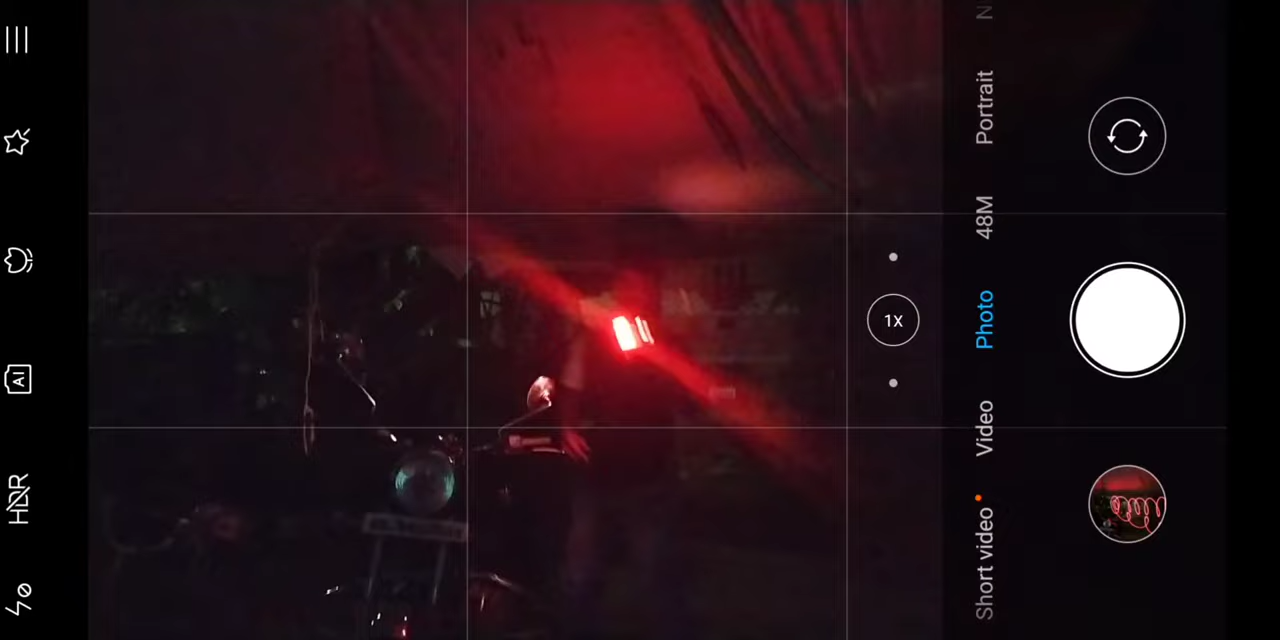 N
Portrait
48M
Photo
Video
Short video
1X
AI
HDR